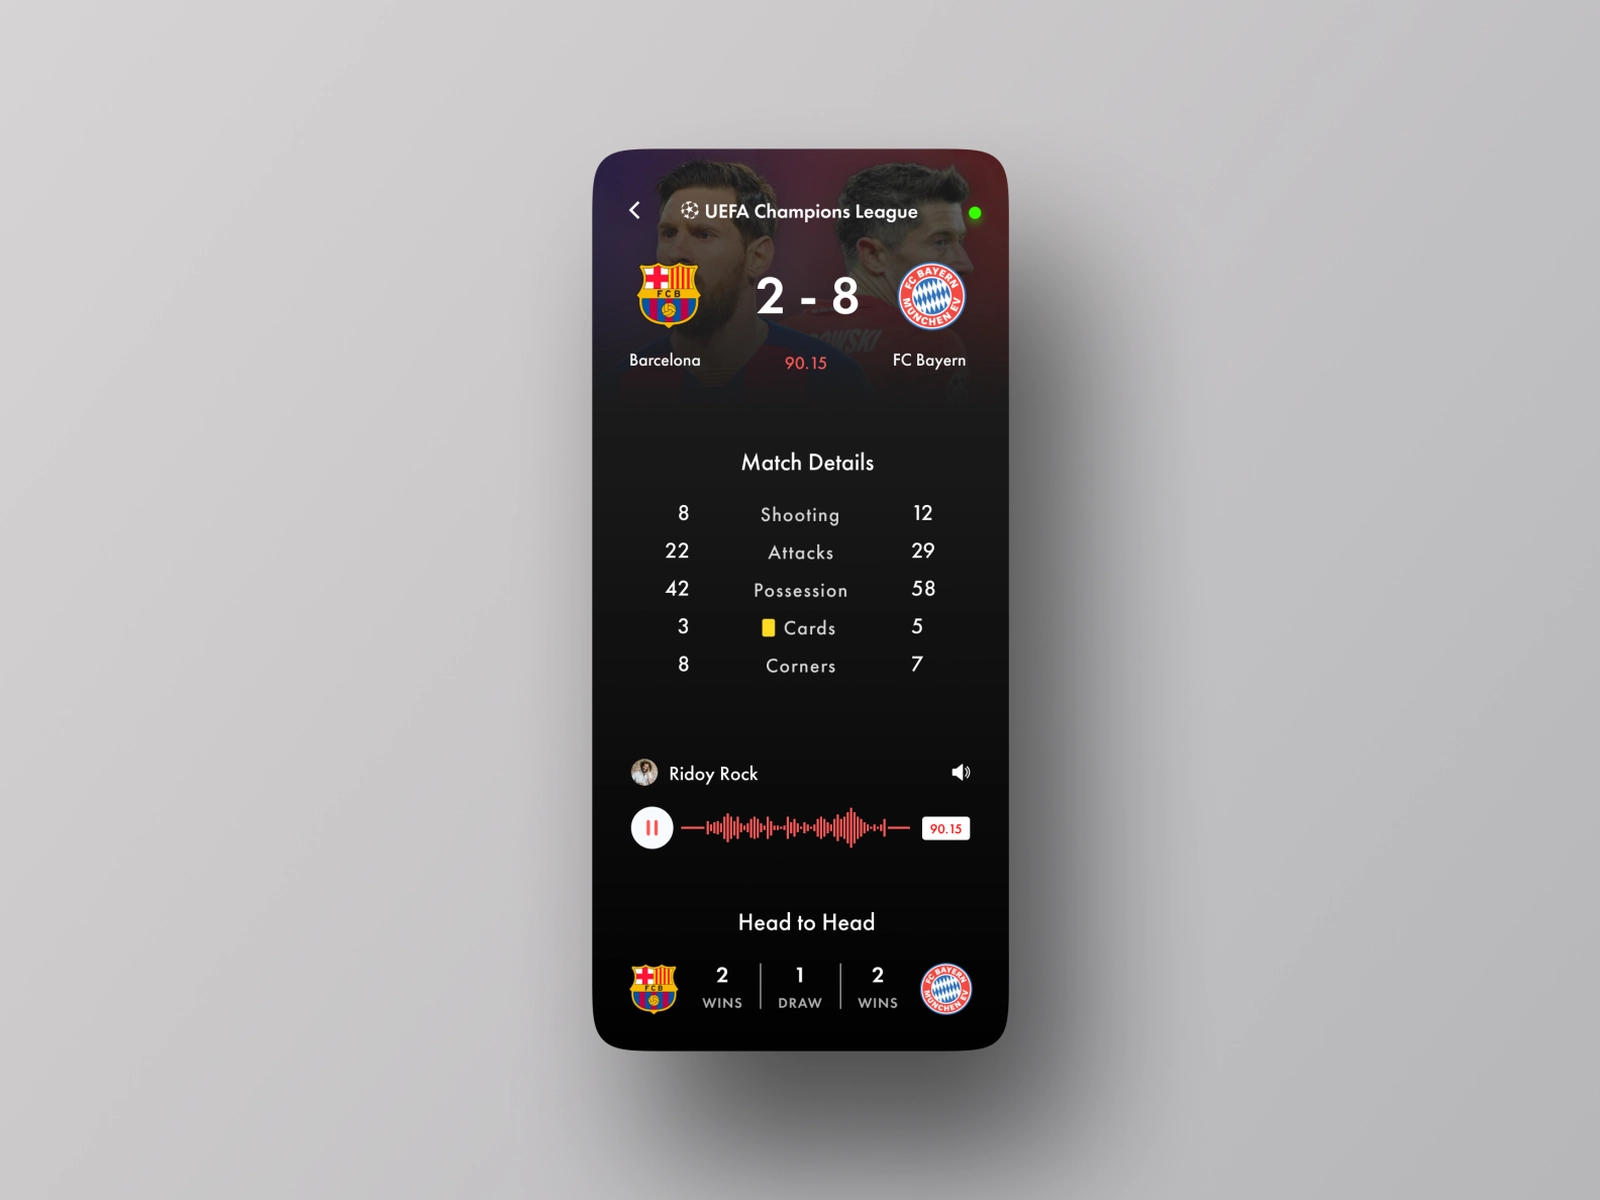 UEFA Champions League
FCB
2 - 8
FC BAYERN
MÜNCHEN EV
OWSKI
Barcelona
90.15
FC Bayern
Match Details
8 Shooting 12
22 Attacks 29
42 Possession 58
3 Cards 5
8 Corners 7
Ridoy Rock
90.15
Head to Head
FCB
2 1 2
WINS DRAW WINS
FC BAYERN
MÜNCHEN EV